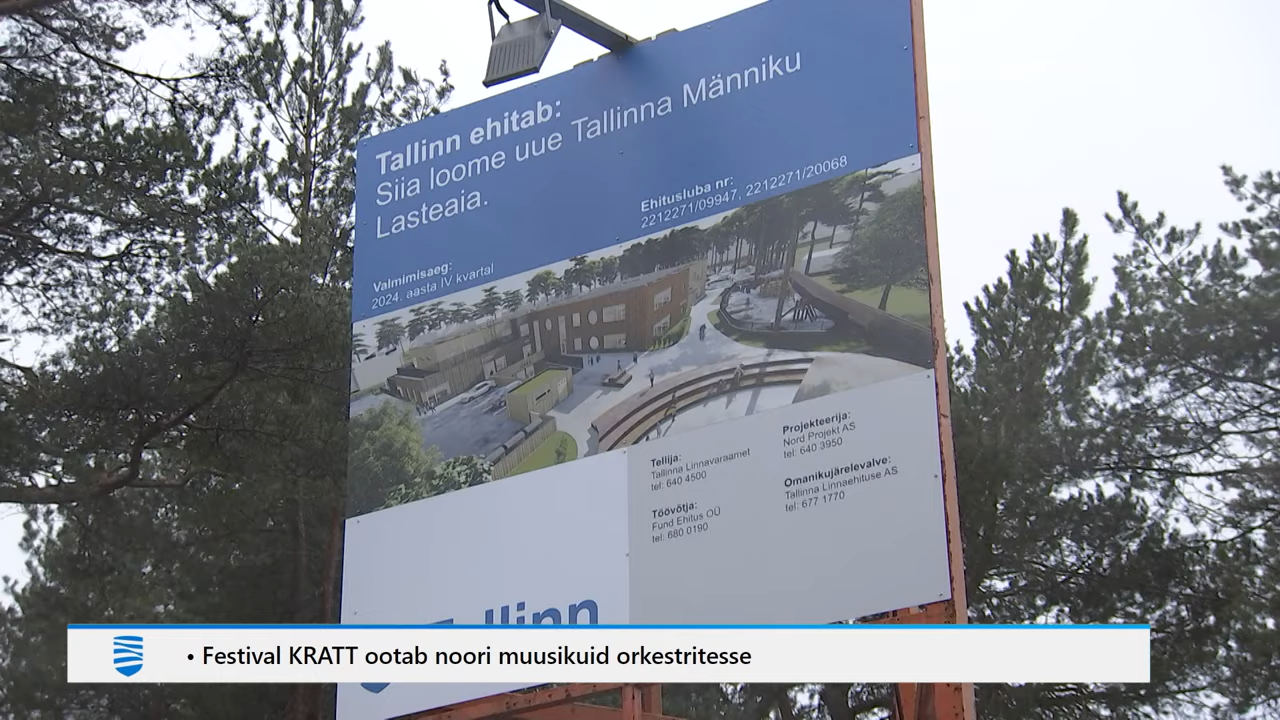 Tallinn ehitab:
Siia loome uue Tallinna Männiku
Lasteaia.
Ehitusluba nr:
2212271/09947, 2212271/20068
Valmimisaeg:
2024. aasta IV kvartal
Tellija:
Tallinna Linnavaraamet
tel: 640 4500
Töövõtja:
Fund Ehitus OÜ
tel: 680 0190
Projekteerija:
Nord Projekt AS
tel: 640 3950
Omanikujärelevalve:
Tallinna Linnaehituse AS
tel: 677 1770
Tallinn
• Festival KRATT ootab noori muusikuid orkestritesse